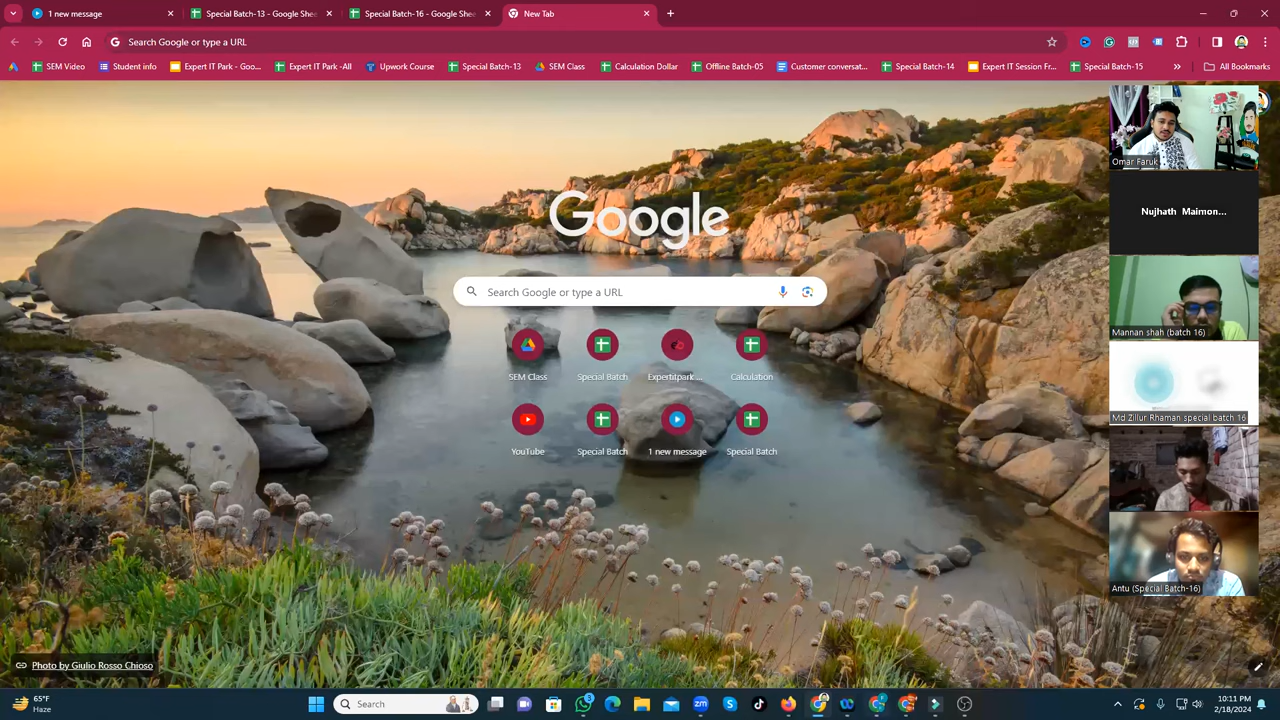 1 new message
Special Batch-13 - Google Shee
Special Batch-16 - Google Shee
New Tab
Search Google or type a URL
SEM Video
Student info
Expert IT Park - Goo...
Expert IT Park -All
Upwork Course
Special Batch-13
SEM Class
Calculation Dollar
Offline Batch-05
Customer conversat...
Special Batch-14
Expert IT Session Fr...
Special Batch-15
All Bookmarks
Omar Faruk
Nujhath Maimon...
Mannan shah (batch 16)
Md Zillur Rhaman special batch 16
Antu (Special Batch-16)
Google
Search Google or type a URL
SEM Class
Special Batch
Expertitpark...
Calculation
YouTube
Special Batch
1 new message
Special Batch
Photo by Giulio Rosso Chioso
65°F
Haze
Search
3
10:11 PM
2/18/2024